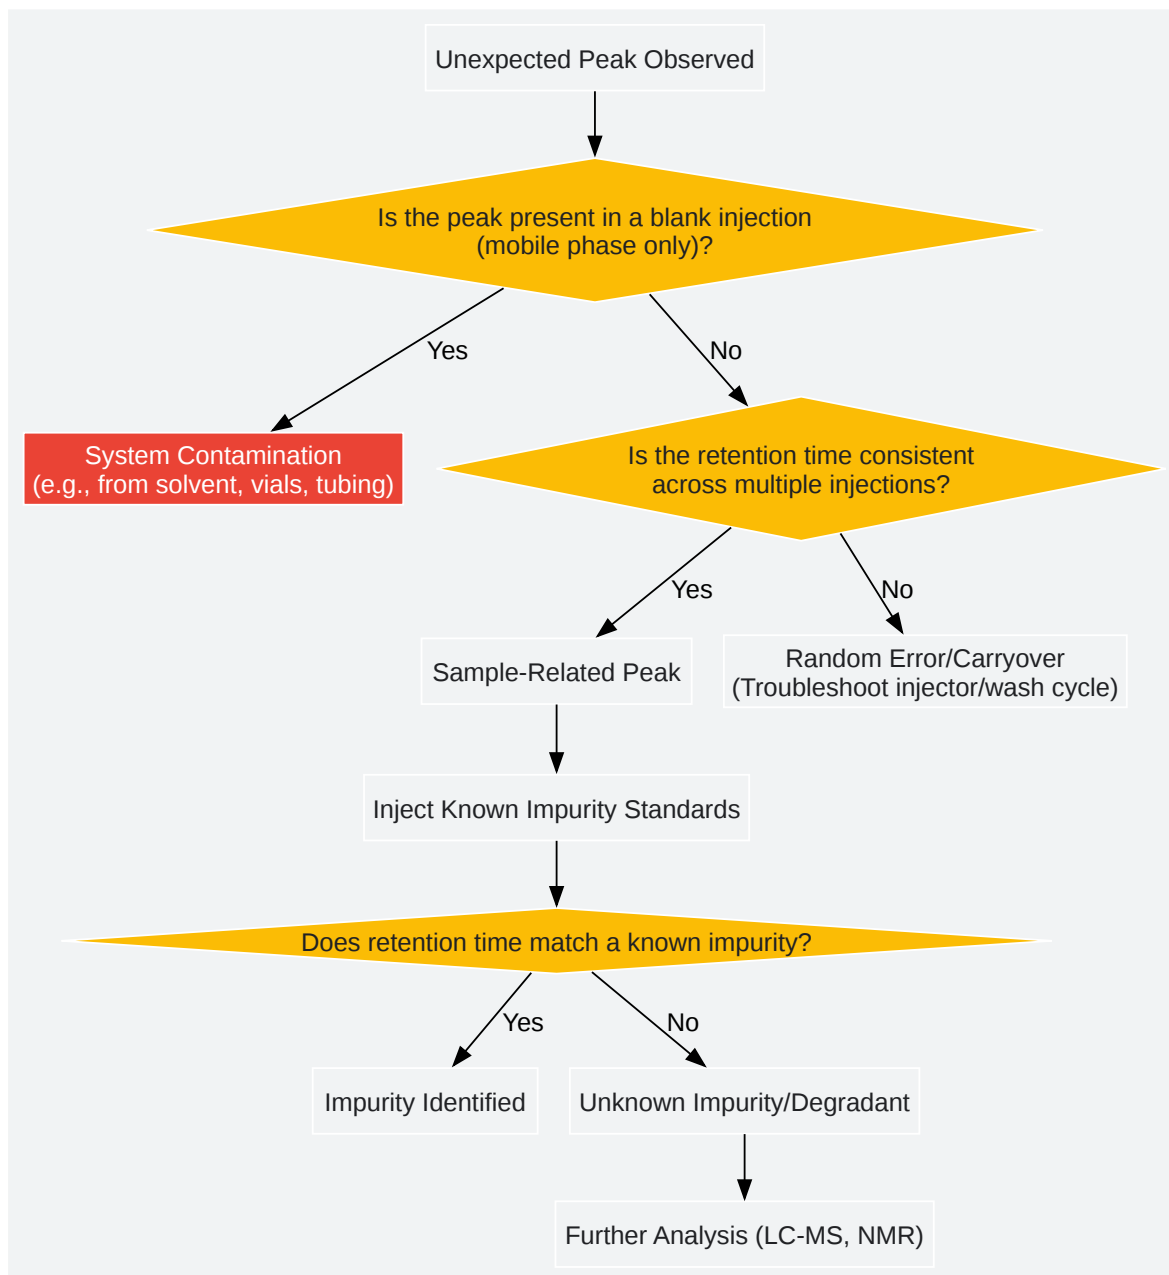 Unexpected Peak Observed
Is the peak present in a blank injection
(mobile phase only)?
Yes
No
System Contamination
(e.g., from solvent, vials, tubing)
Is the retention time consistent
across multiple injections?
Yes
No
Sample-Related Peak
Random Error/Carryover
(Troubleshoot injector/wash cycle)
Inject Known Impurity Standards
Does retention time match a known impurity?
Yes
No
Impurity Identified
Unknown Impurity/Degradant
Further Analysis (LC-MS, NMR)